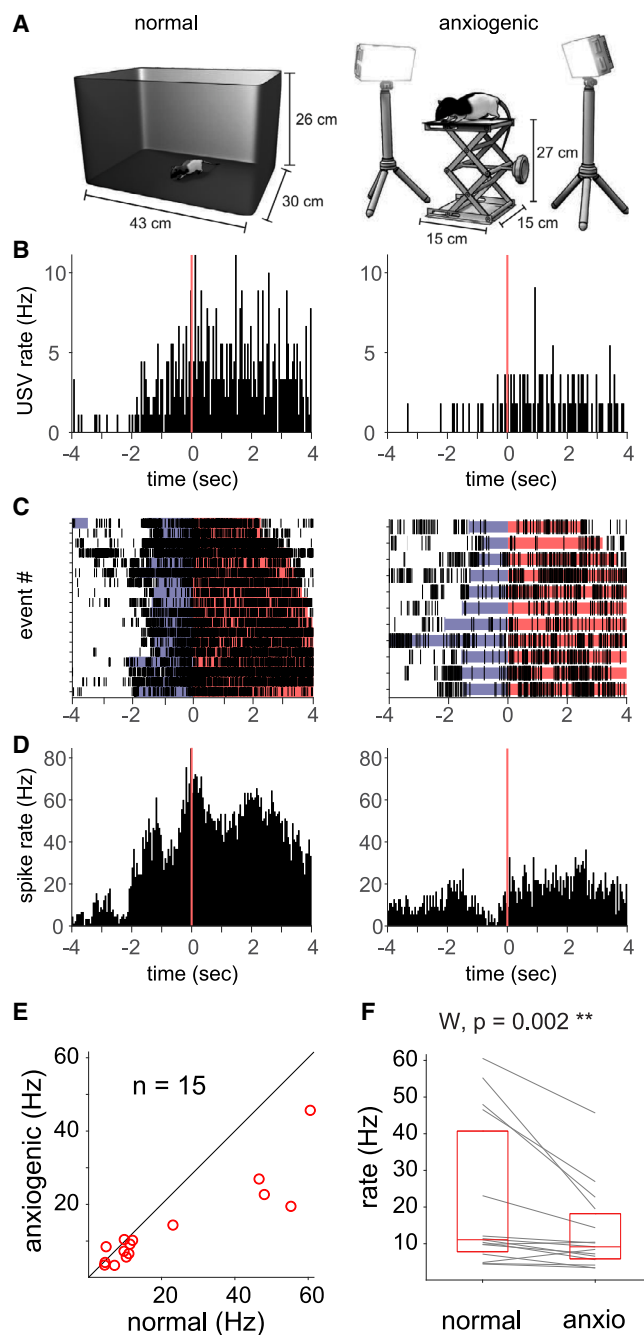 A
normal
anxiogenic
26 cm
30 cm
43 cm
27 cm
15 cm
15 cm
B
USV rate (Hz)
10
5
0
-4 -2 0 2 4
time (sec)
10
5
0
-4 -2 0 2 4
time (sec)
C
event #
-4 -2 0 2 4
-4 -2 0 2 4
D
spike rate (Hz)
80
60
40
20
0
-4 -2 0 2 4
time (sec)
80
60
40
20
0
-4 -2 0 2 4
time (sec)
E
anxiogenic (Hz)
60
40
20
n = 15
20 40 60
normal (Hz)
F
W, p = 0.002 **
rate (Hz)
60
50
40
30
20
10
normal anxio